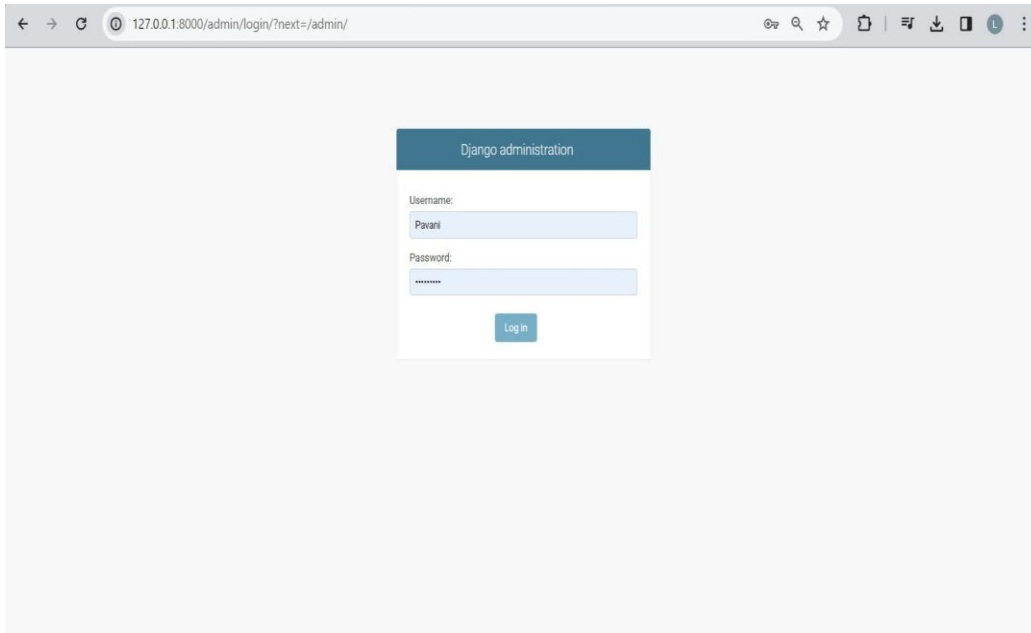 127.0.0.1:8000/admin/login/?next=/admin/
L
Django administration
Username:
Pavani
Password:
•••••••••
Log in